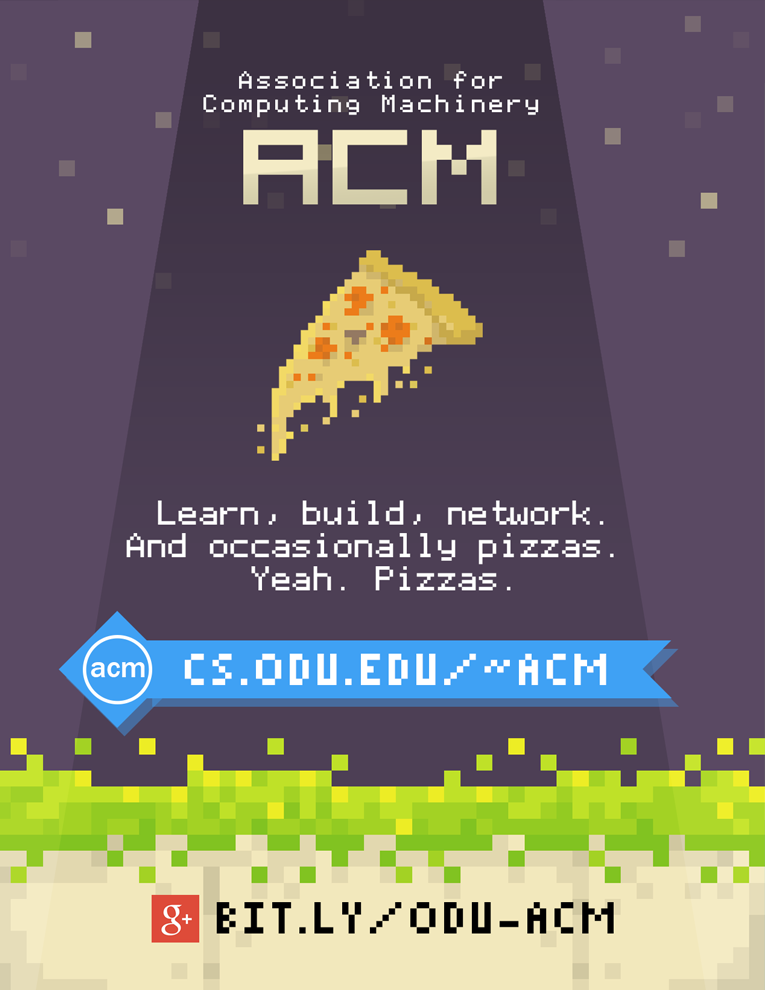 Association for
Computing Machinery
ACM
Learn, build, network.
And occasionally pizzas.
Yeah. Pizzas.
acm CS.ODU.EDU/~ACM
g+ BIT.LY/ODU-ACM